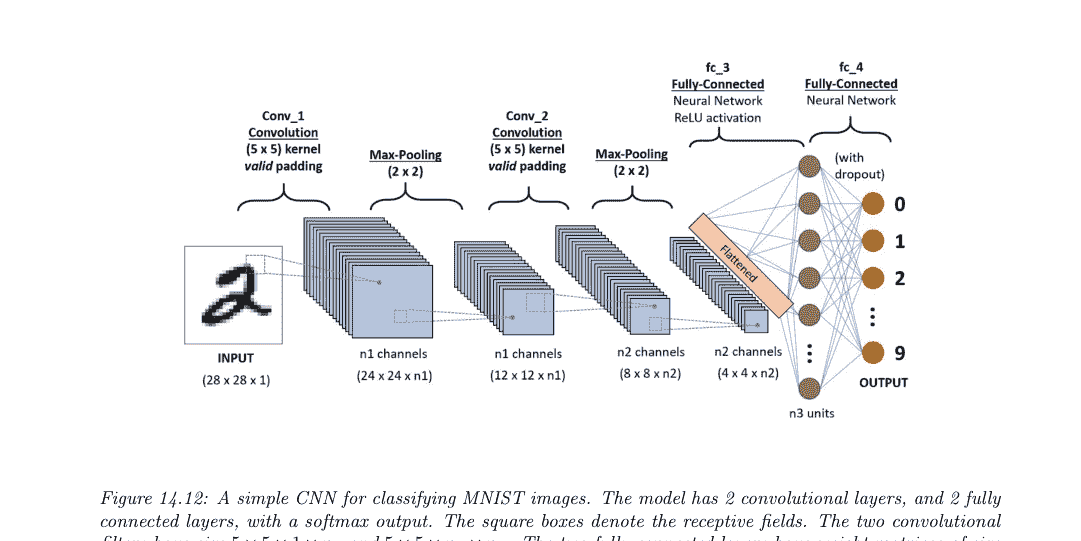 fc_3
Fully-Connected
Neural Network
ReLU activation
fc_4
Fully-Connected
Neural Network
Conv_1
Convolution
(5 x 5) kernel
valid padding
Max-Pooling
(2 x 2)
Conv_2
Convolution
(5 x 5) kernel
valid padding
Max-Pooling
(2 x 2)
(with
dropout)
Flattened
0
1
2
9
OUTPUT
INPUT
(28 x 28 x 1)
n1 channels
(24 x 24 x n1)
n1 channels
(12 x 12 x n1)
n2 channels
(8 x 8 x n2)
n2 channels
(4 x 4 x n2)
n3 units
2
Figure 14.12: A simple CNN for classifying MNIST images. The model has 2 convolutional layers, and 2 fully
connected layers, with a softmax output. The square boxes denote the receptive fields. The two convolutional